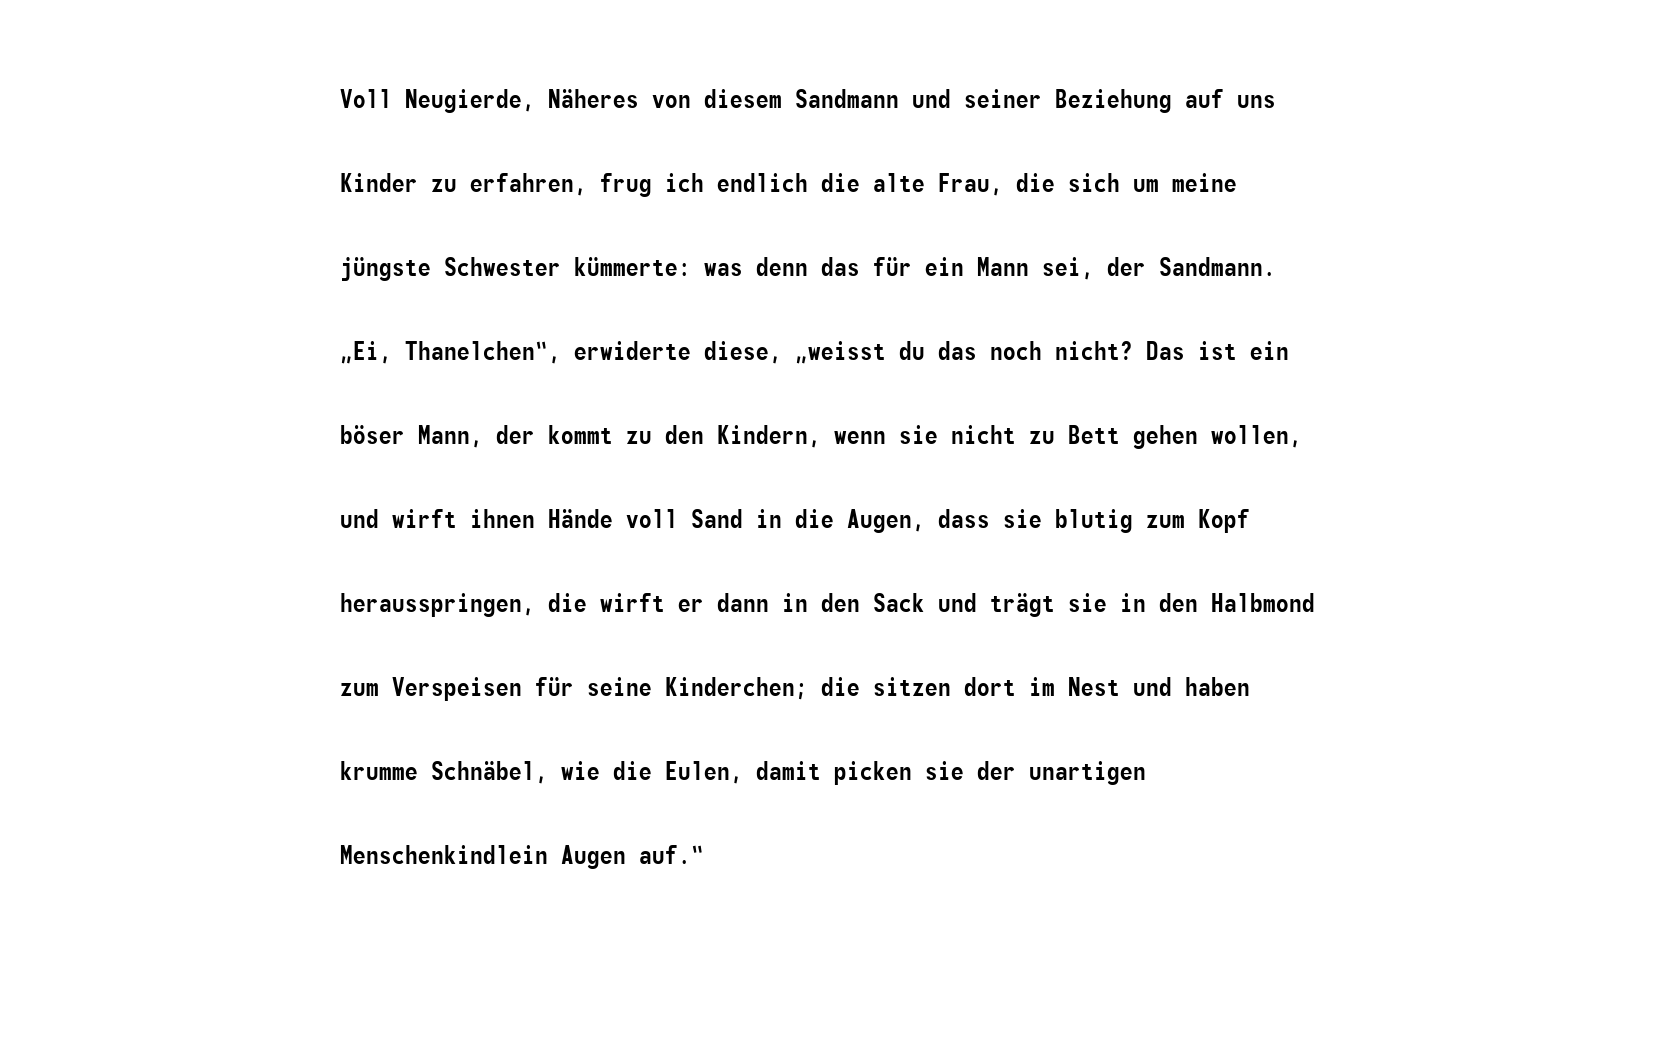 Voll Neugierde, Näheres von diesem Sandmann und seiner Beziehung auf uns
Kinder zu erfahren, frug ich endlich die alte Frau, die sich um meine
jüngste Schwester kümmerte: was denn das für ein Mann sei, der Sandmann.
„Ei, Thanelchen‟, erwiderte diese, „weisst du das noch nicht? Das ist ein
böser Mann, der kommt zu den Kindern, wenn sie nicht zu Bett gehen wollen,
und wirft ihnen Hände voll Sand in die Augen, dass sie blutig zum Kopf
herausspringen, die wirft er dann in den Sack und trägt sie in den Halbmond
zum Verspeisen für seine Kinderchen; die sitzen dort im Nest und haben
krumme Schnäbel, wie die Eulen, damit picken sie der unartigen
Menschenkindlein Augen auf.‟